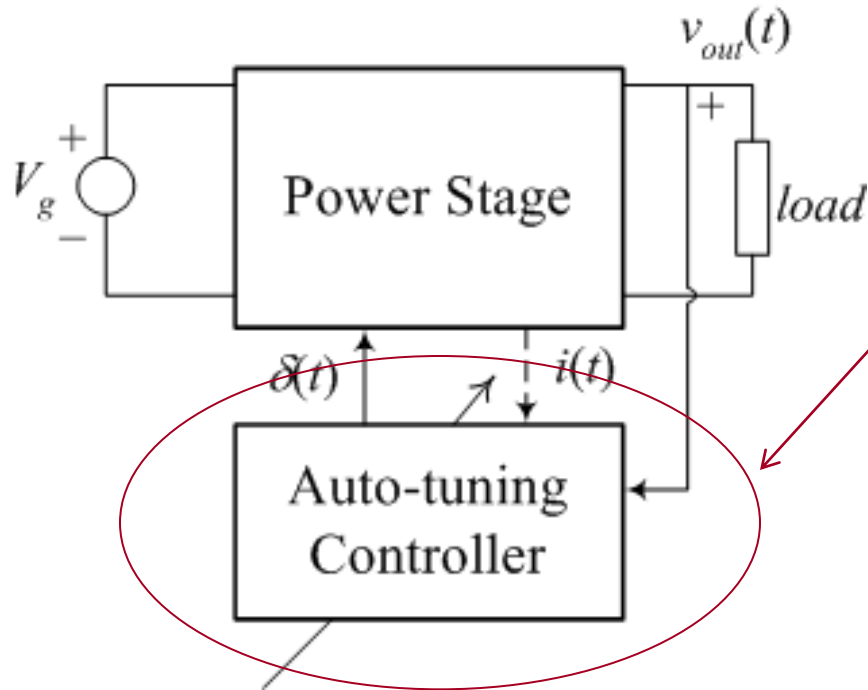 v_out(t)
+
+
V_g
−
Power Stage
load
δ(t)
i(t)
Auto-tuning
Controller